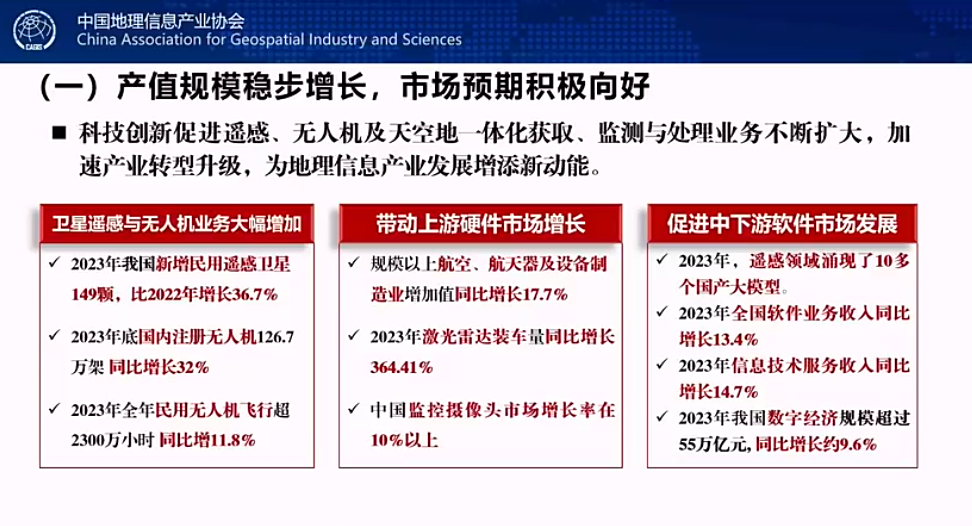 中国地理信息产业协会
China Association for Geospatial Industry and Sciences
CAGIS
（一）产值规模稳步增长，市场预期积极向好
■ 科技创新促进遥感、无人机及天空地一体化获取、监测与处理业务不断扩大，加
速产业转型升级，为地理信息产业发展增添新动能。
卫星遥感与无人机业务大幅增加
✓ 2023年我国新增民用遥感卫星
149颗，比2022年增长36.7%
✓ 2023年底国内注册无人机126.7
万架 同比增长32%
✓ 2023年全年民用无人机飞行超
2300万小时 同比增11.8%
带动上游硬件市场增长
✓ 规模以上航空、航天器及设备制
造业增加值同比增长17.7%
✓ 2023年激光雷达装车量同比增长
364.41%
✓ 中国监控摄像头市场增长率在
10%以上
促进中下游软件市场发展
✓ 2023年，遥感领域涌现了10多
个国产大模型。
✓ 2023年全国软件业务收入同比
增长13.4%
✓ 2023年信息技术服务收入同比
增长14.7%
✓ 2023年我国数字经济规模超过
55万亿元, 同比增长约9.6%